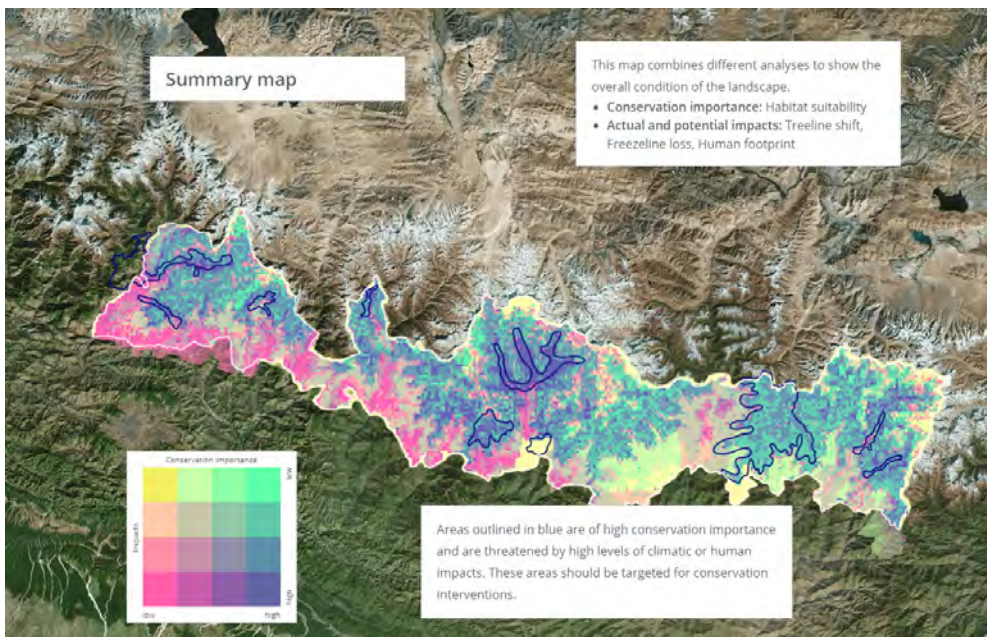 Summary map
This map combines different analyses to show the
overall condition of the landscape.
• Conservation importance: Habitat suitability
• Actual and potential impacts: Treeline shift,
Freezeline loss, Human footprint
Conservation importance
low
Impacts
high
low
high
Areas outlined in blue are of high conservation importance
and are threatened by high levels of climatic or human
impacts. These areas should be targeted for conservation
interventions.